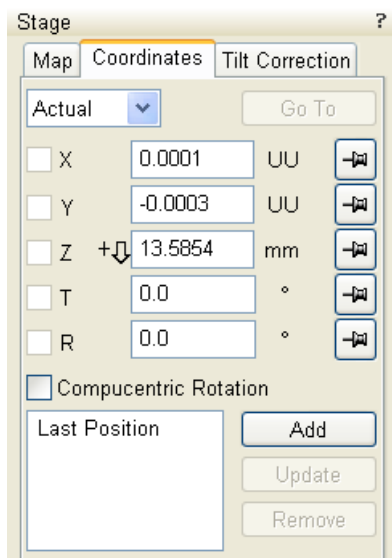 Stage ?
Map Coordinates Tilt Correction
Actual Go To
X 0.0001 UU
Y -0.0003 UU
Z + 13.5854 mm
T 0.0 °
R 0.0 °
Compucentric Rotation
Last Position Add
Update
Remove